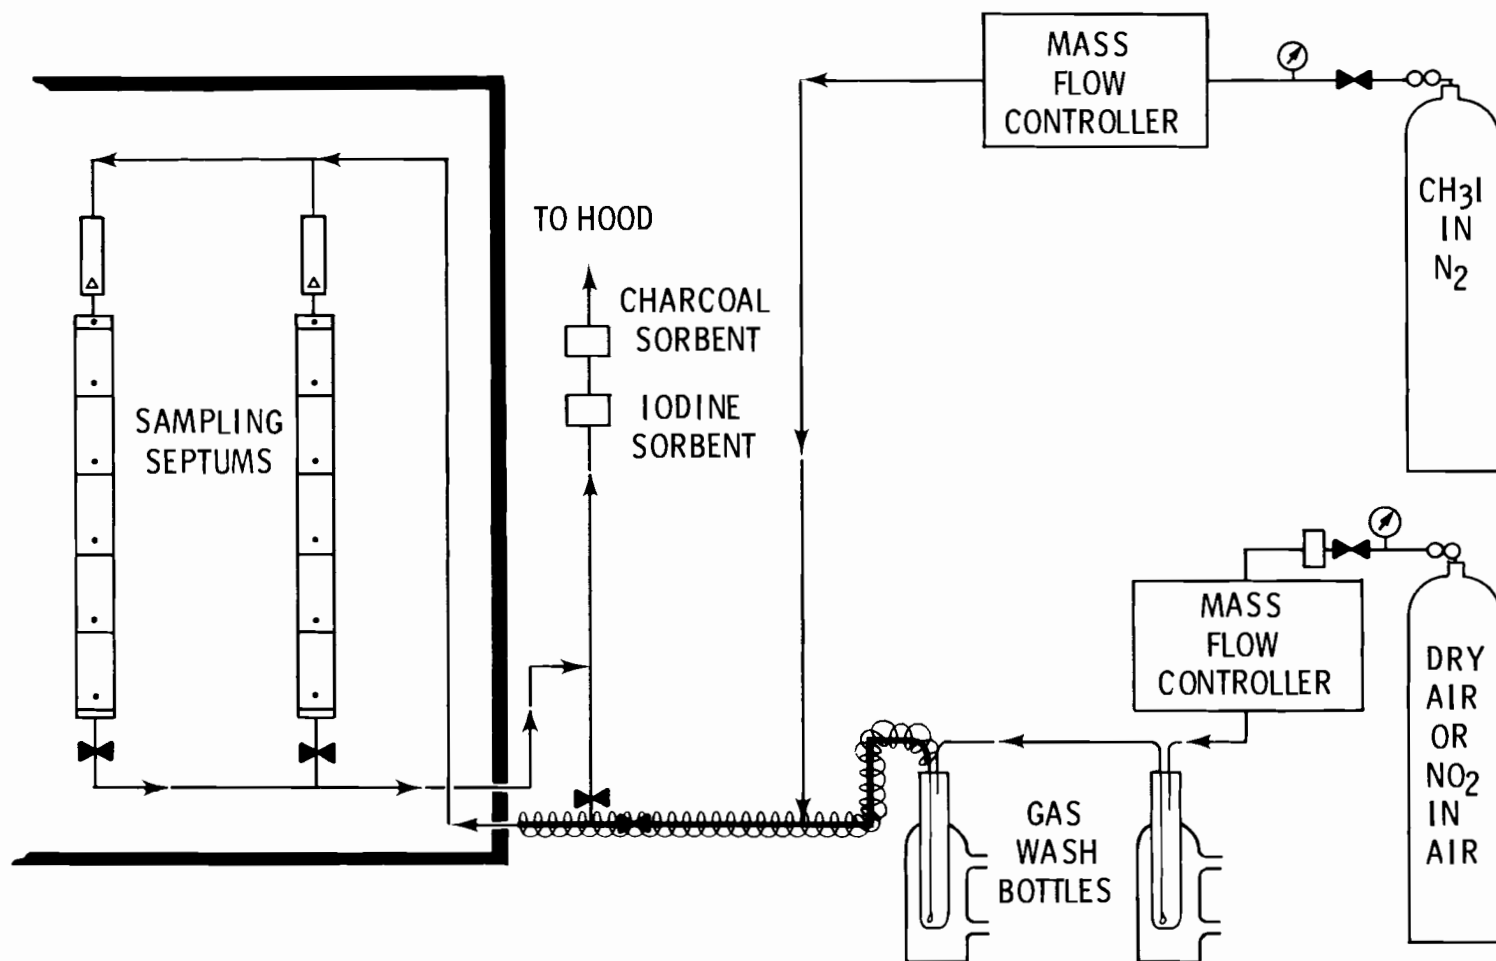 MASS
FLOW
CONTROLLER
CH3I
IN
N2
TO HOOD
CHARCOAL
SORBENT
IODINE
SORBENT
SAMPLING
SEPTUMS
MASS
FLOW
CONTROLLER
DRY
AIR
OR
NO2
IN
AIR
GAS
WASH
BOTTLES